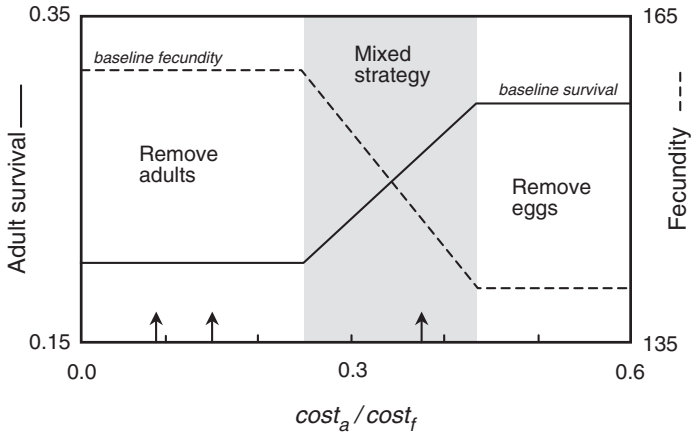 0.35
165
baseline fecundity
Mixed
strategy
baseline survival
Remove
adults
Remove
eggs
Adult survival
Fecundity
0.15
135
0.0
0.3
0.6
cost_a / cost_f